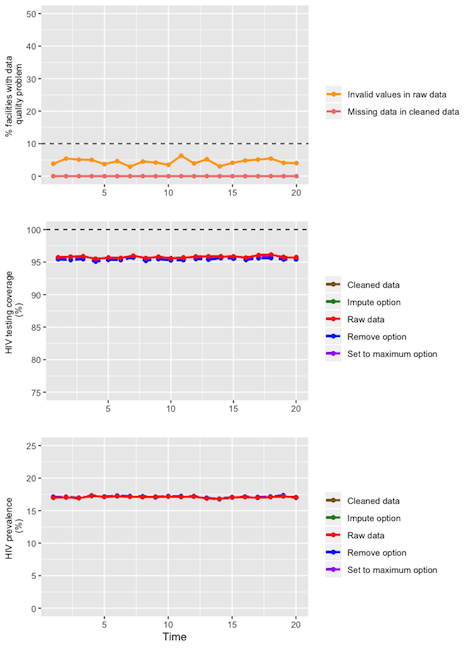 50
40
30
20
10
0
% facilities with data
quality problem
5
10
15
20
Invalid values in raw data
Missing data in cleaned data
100
95
90
85
80
75
HIV testing coverage
(%)
5
10
15
20
Cleaned data
Impute option
Raw data
Remove option
Set to maximum option
25
20
15
10
5
0
HIV prevalence
(%)
5
10
15
20
Time
Cleaned data
Impute option
Raw data
Remove option
Set to maximum option